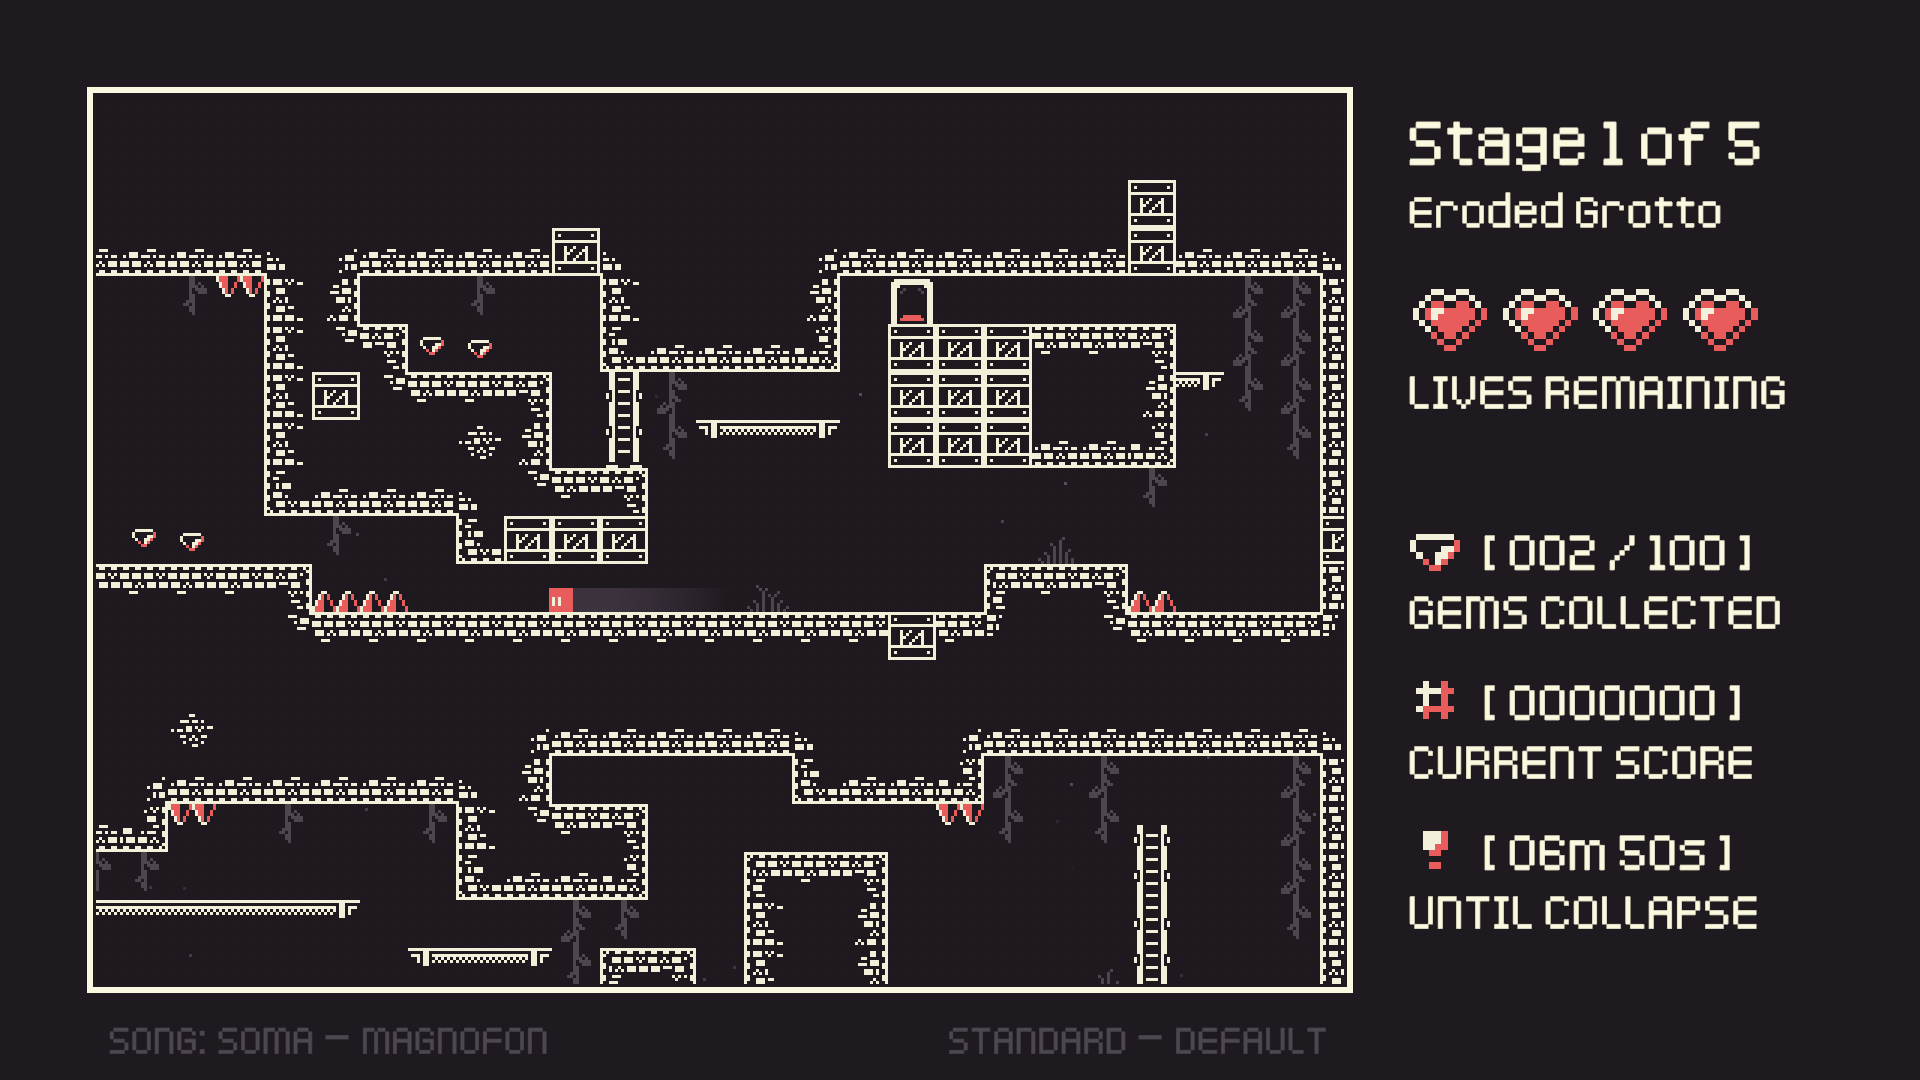 Stage 1 of 5
Eroded Grotto
LIVES REMAINING
[ 002 / 100 ]
GEMS COLLECTED
# [ 0000000 ]
CURRENT SCORE
! [ 06m 50s ]
UNTIL COLLAPSE
SONG: SOMA — MAGNOFON
STANDARD — DEFAULT